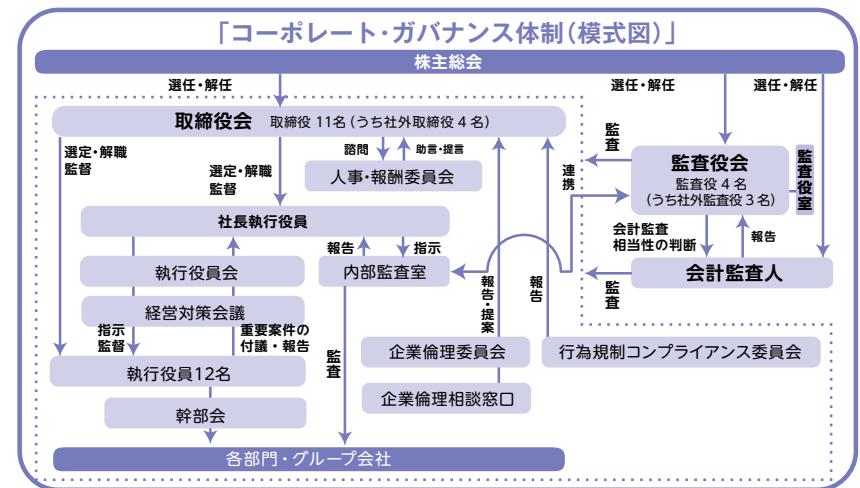 「コーポレート・ガバナンス体制(模式図)」
株主総会
選任・解任
選任・解任
選任・解任
取締役会 取締役 11名(うち社外取締役 4 名)
監査
監査役会
監査役 4 名
(うち社外監査役 3 名)
監査役室
選定・解職
監督
選定・解職
監督
諮問
助言・提言
人事・報酬委員会
連携
社長執行役員
報告
指示
会計監査
相当性の判断
報告
執行役員会
内部監査室
会計監査人
監査
経営対策会議
報告・提案
報告
指示
監督
重要案件の
付議・報告
監査
企業倫理委員会
行為規制コンプライアンス委員会
執行役員12名
企業倫理相談窓口
幹部会
各部門・グループ会社